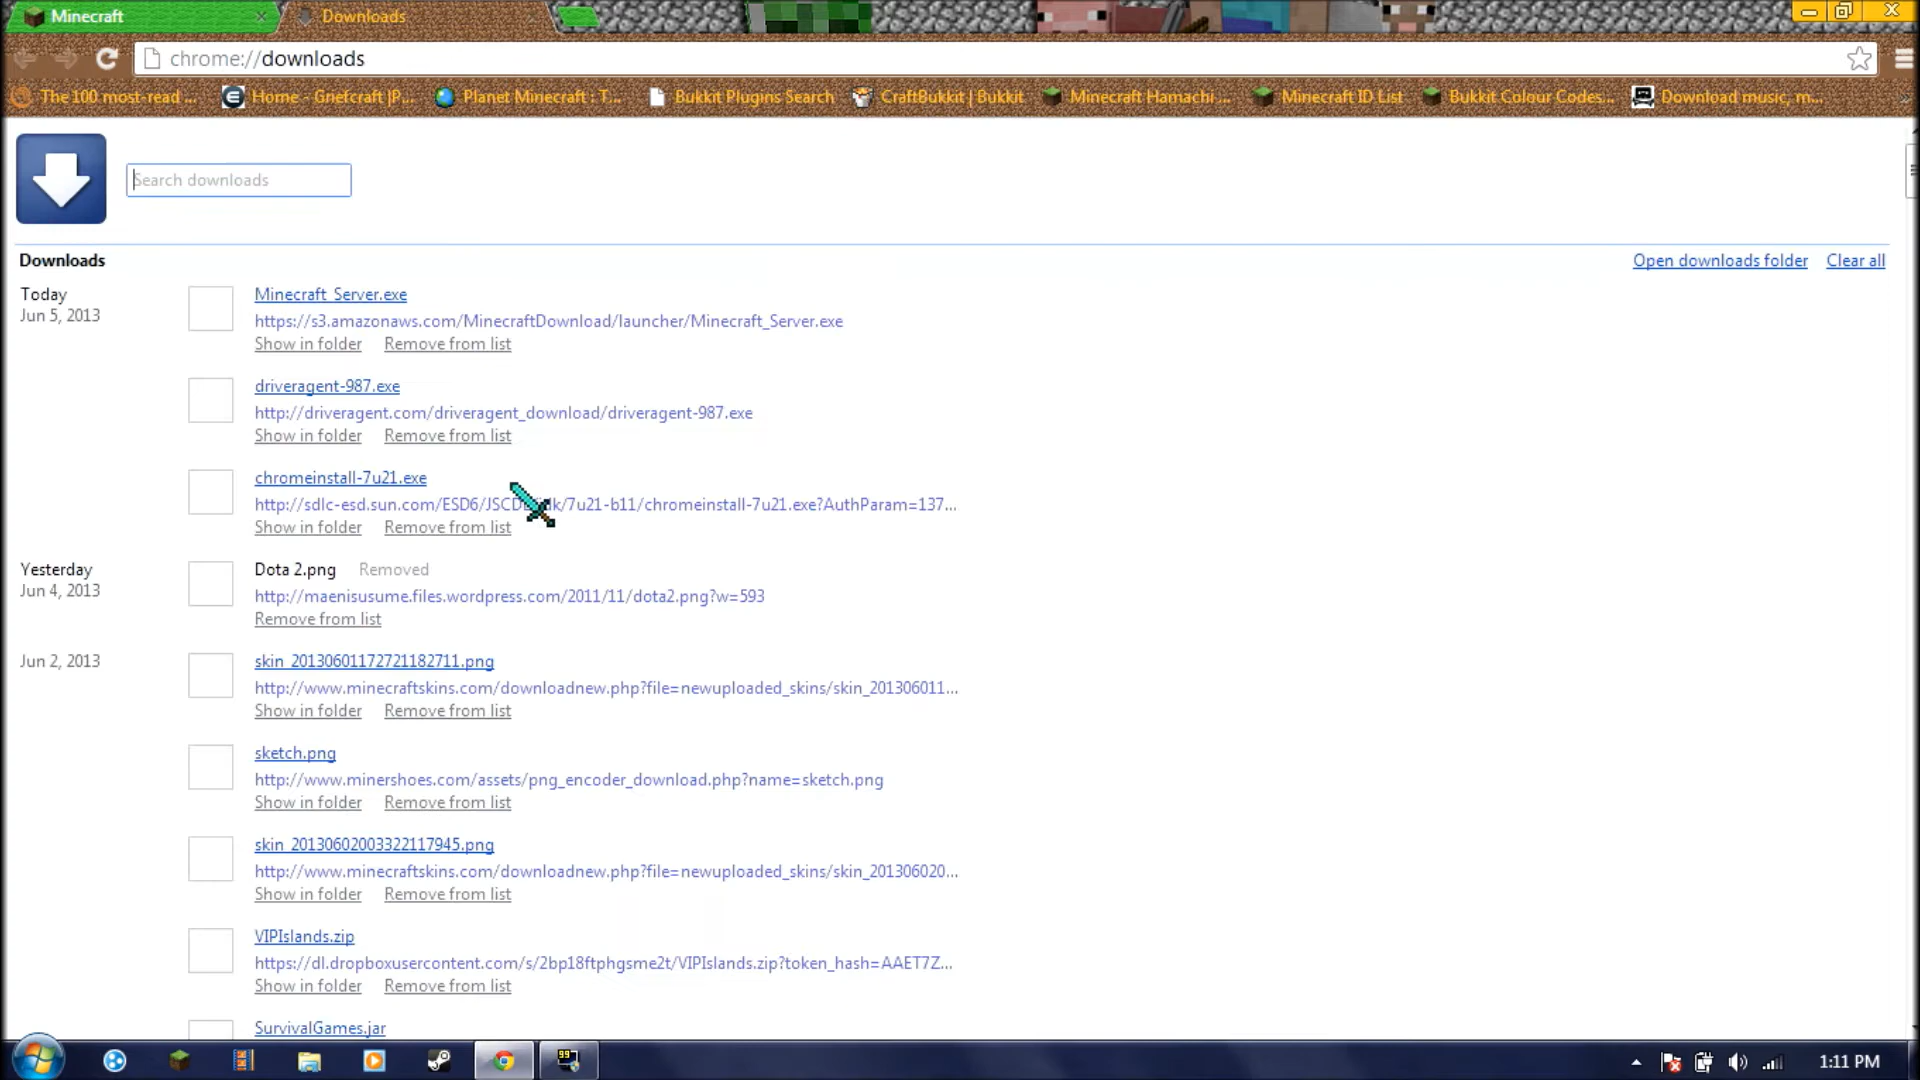 Minecraft
Downloads
chrome://downloads
The 100 most-read ...
Home - Griefcraft |P...
Planet Minecraft : T...
Bukkit Plugins Search
CraftBukkit | Bukkit
Minecraft Hamachi ...
Minecraft ID List
Bukkit Colour Codes...
Download music, m...
Search downloads
Downloads
Open downloads folder
Clear all
Today
Jun 5, 2013
Minecraft_Server.exe
https://s3.amazonaws.com/MinecraftDownload/launcher/Minecraft_Server.exe
Show in folder
Remove from list
driveragent-987.exe
http://driveragent.com/driveragent_download/driveragent-987.exe
Show in folder
Remove from list
chromeinstall-7u21.exe
/7u21-b11/chromeinstall-7u21.exe?AuthParam=137...
Show in folder
Remove from list
Yesterday
Jun 4, 2013
Dota 2.png
Removed
http://maenisusume.files.wordpress.com/2011/11/dota2.png?w=593
Remove from list
Jun 2, 2013
skin_20130601172721182711.png
http://www.minecraftskins.com/downloadnew.php?file=newuploaded_skins/skin_201306011...
Show in folder
Remove from list
sketch.png
http://www.minershoes.com/assets/png_encoder_download.php?name=sketch.png
Show in folder
Remove from list
skin_20130602003322117945.png
http://www.minecraftskins.com/downloadnew.php?file=newuploaded_skins/skin_201306020...
Show in folder
Remove from list
VIPIslands.zip
https://dl.dropboxusercontent.com/s/2bp18ftphgsme2t/VIPIslands.zip?token_hash=AAET7Z...
Show in folder
Remove from list
SurvivalGames.jar
99
1:11 PM